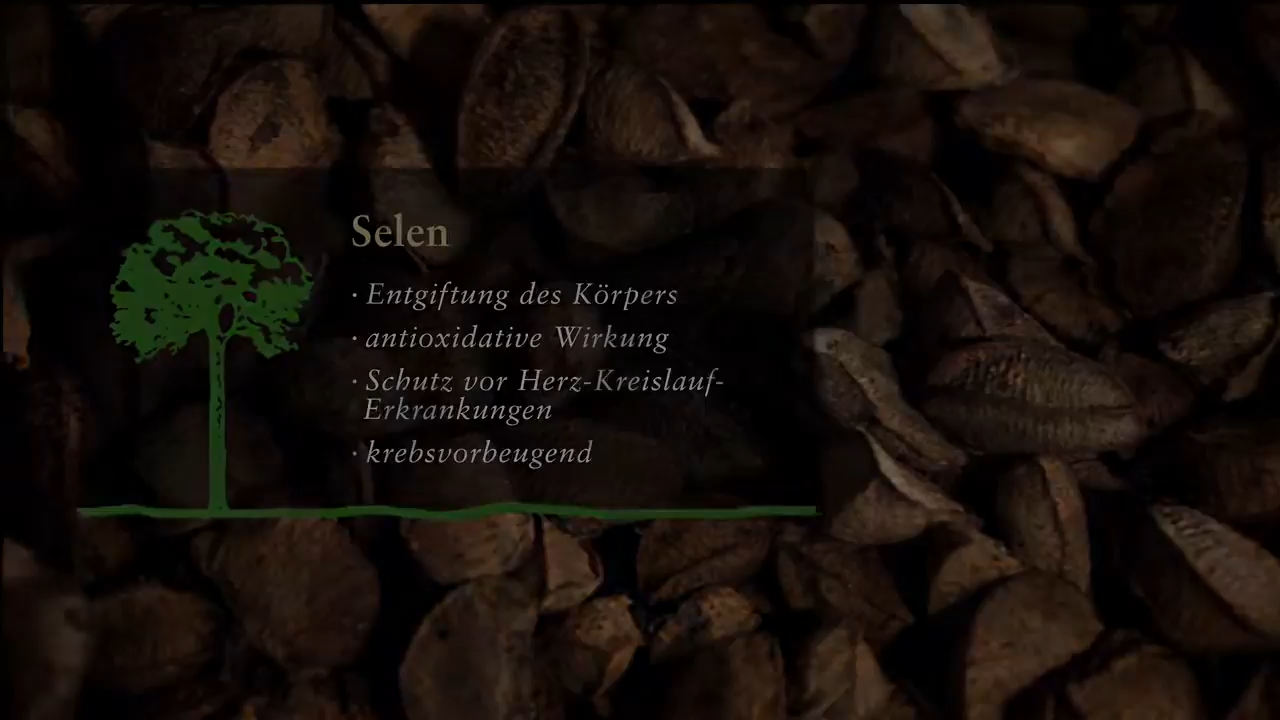 Selen
· Entgiftung des Körpers
· antioxidative Wirkung
· Schutz vor Herz-Kreislauf-
Erkrankungen
· krebsvorbeugend